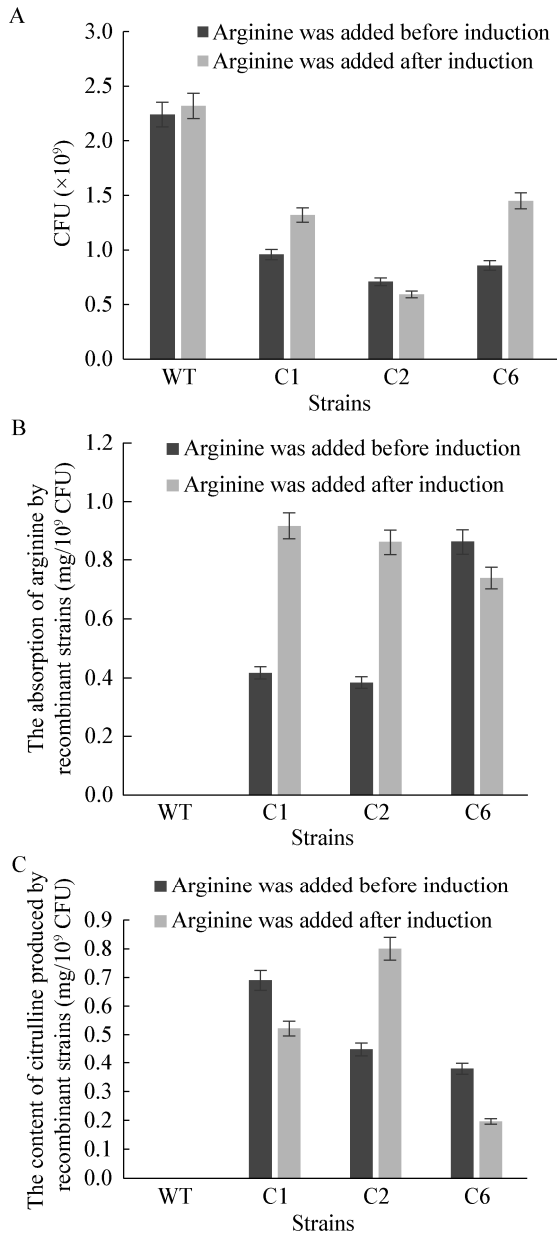 A
Arginine was added before induction
Arginine was added after induction
3.0
2.5
2.0
1.5
1.0
0.5
0.0
CFU (×10⁹)
WT C1 C2 C6
Strains
B
Arginine was added before induction
Arginine was added after induction
1.2
1.0
0.8
0.6
0.4
0.2
0.0
The absorption of arginine by
recombinant strains (mg/10⁹ CFU)
WT C1 C2 C6
Strains
C
Arginine was added before induction
Arginine was added after induction
0.9
0.8
0.7
0.6
0.5
0.4
0.3
0.2
0.1
0.0
The content of citrulline produced by
recombinant strains (mg/10⁹ CFU)
WT C1 C2 C6
Strains